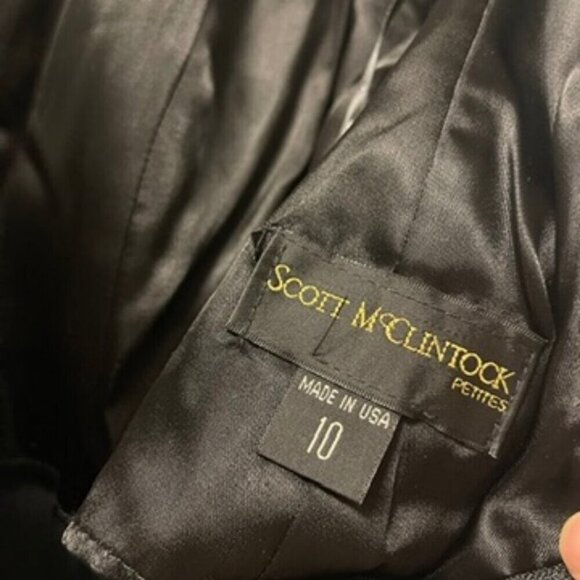 SCOTT McCLINTOCK
PETITES
MADE IN USA
10